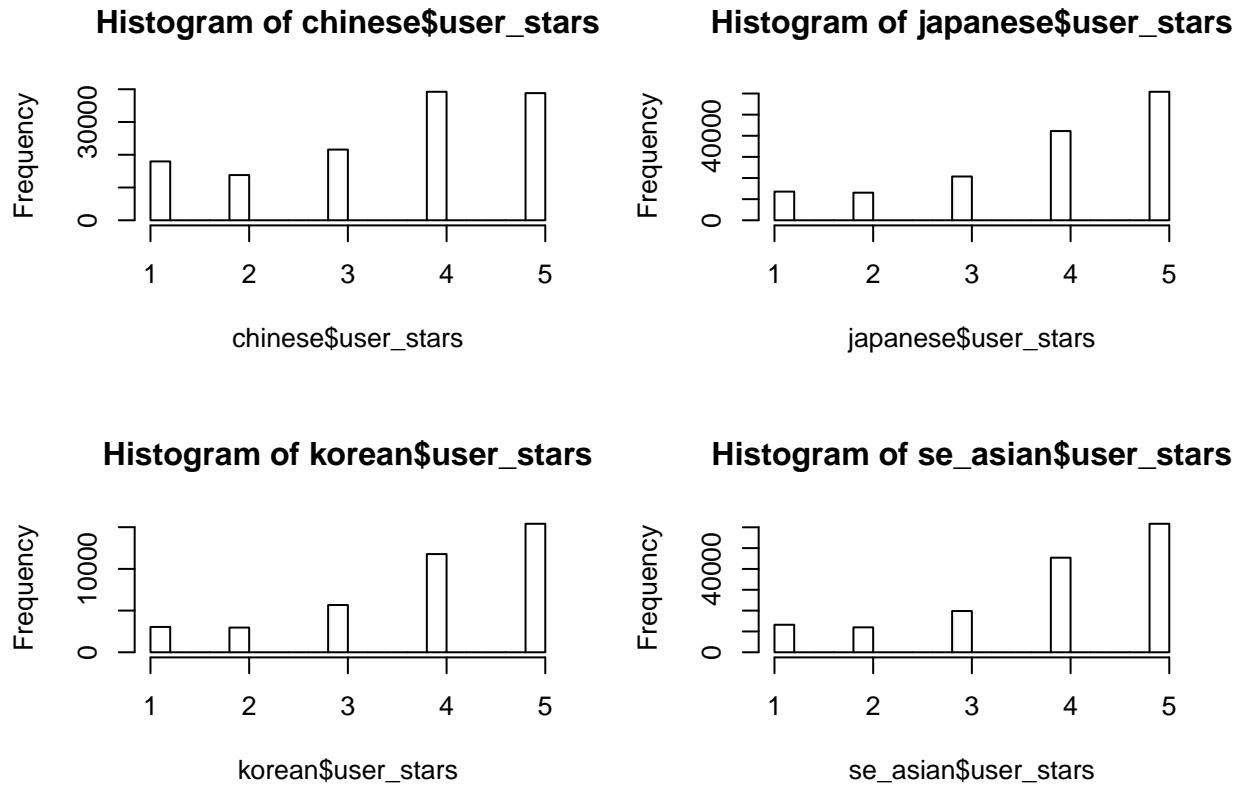 Histogram of chinese$user_stars
Frequency
30000
0
1 2 3 4 5
chinese$user_stars
Histogram of japanese$user_stars
Frequency
40000
0
1 2 3 4 5
japanese$user_stars
Histogram of korean$user_stars
Frequency
10000
0
1 2 3 4 5
korean$user_stars
Histogram of se_asian$user_stars
Frequency
40000
0
1 2 3 4 5
se_asian$user_stars